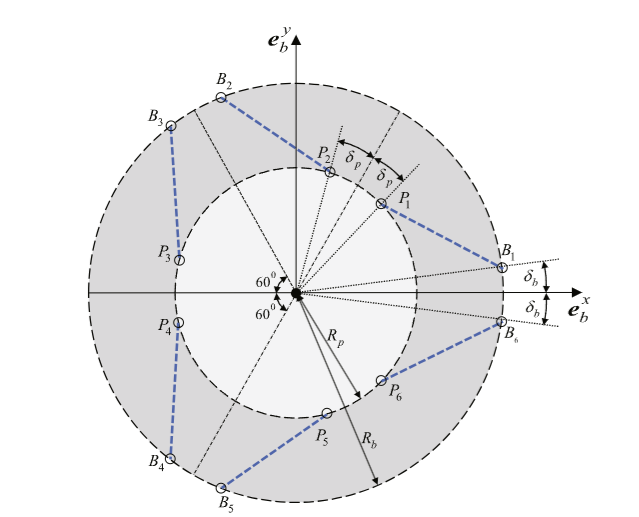 e_b^y
B_2
B_3
P_2
δ_p
δ_p
P_1
B_1
P_3
δ_b
60^0
e_b^x
60^0
δ_b
P_4
B_6
R_p
P_6
P_5
R_b
B_4
B_5